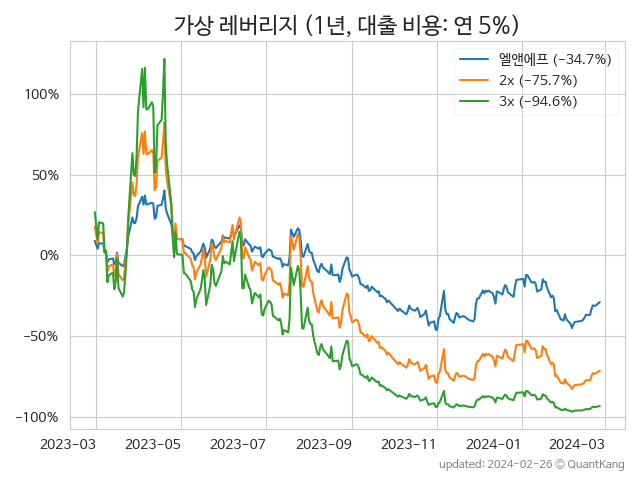 가상 레버리지 (1년, 대출 비용: 연 5%)
엘앤에프 (−34.7%)
2x (−75.7%)
3x (−94.6%)
100%
50%
0%
−50%
−100%
2023-03 2023-05 2023-07 2023-09 2023-11 2024-01 2024-03
updated: 2024-02-26 © QuantKang